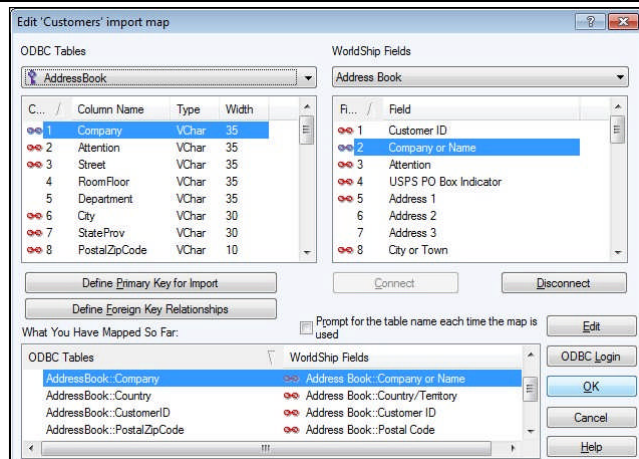 Edit 'Customers' import map
ODBC Tables
AddressBook
C... / Column Name Type Width
1 Company VChar 35
2 Attention VChar 35
3 Street VChar 35
4 RoomFloor VChar 35
5 Department VChar 35
6 City VChar 30
7 StateProv VChar 30
8 PostalZipCode VChar 10
WorldShip Fields
Address Book
Fi... / Field
1 Customer ID
2 Company or Name
3 Attention
4 USPS PO Box Indicator
5 Address 1
6 Address 2
7 Address 3
8 City or Town
Define Primary Key for Import
Connect
Disconnect
Define Foreign Key Relationships
What You Have Mapped So Far:
Prompt for the table name each time the map is used
Edit
ODBC Tables WorldShip Fields
AddressBook::Company Address Book::Company or Name
AddressBook::Country Address Book::Country/Territory
AddressBook::CustomerID Address Book::Customer ID
AddressBook::PostalZipCode Address Book::Postal Code
ODBC Login
OK
Cancel
Help